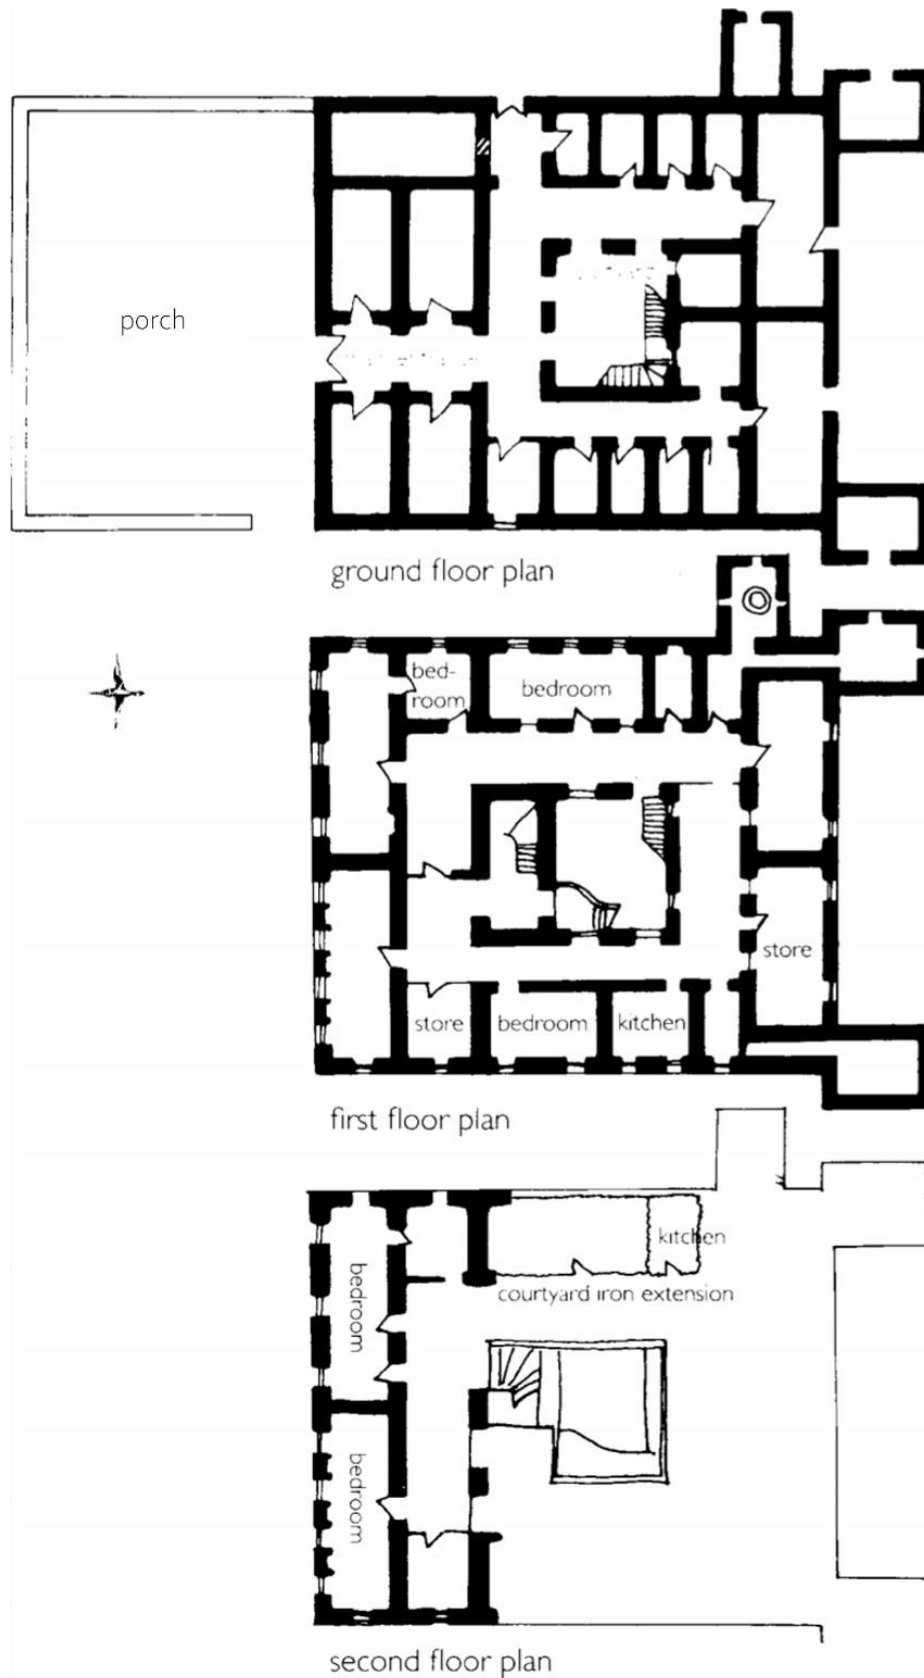 porch
ground floor plan
bed-
room
bedroom
store
store
bedroom
kitchen
first floor plan
kitchen
bedroom
courtyard iron extension
bedroom
second floor plan